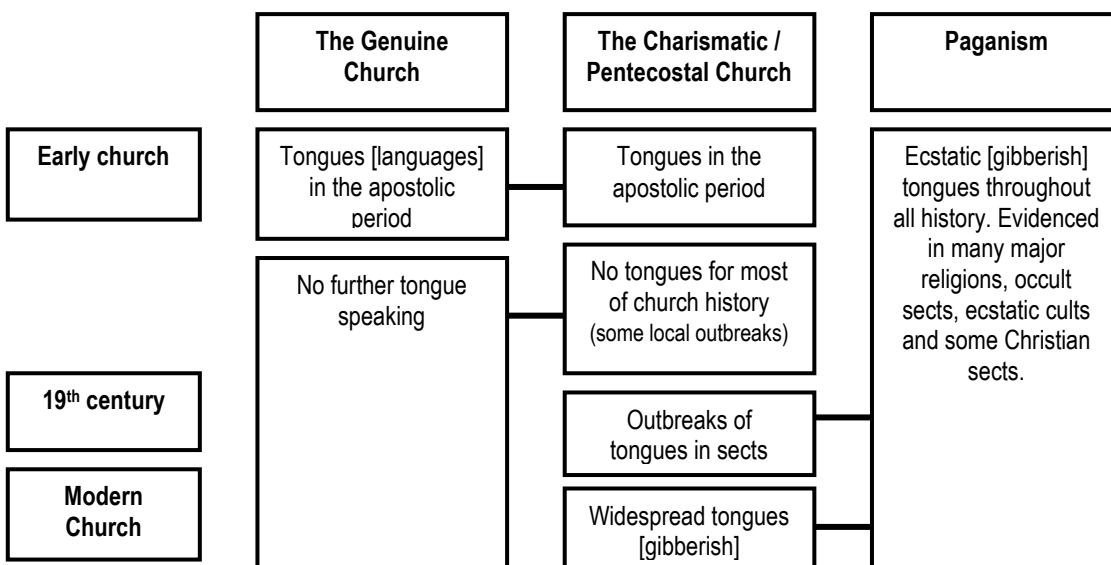 The Genuine
Church
The Charismatic /
Pentecostal Church
Paganism
Early church
Tongues [languages]
in the apostolic
period
Tongues in the
apostolic period
Ecstatic [gibberish]
tongues throughout
all history. Evidenced
in many major
religions, occult
sects, ecstatic cults
and some Christian
sects.
No further tongue
speaking
No tongues for most
of church history
(some local outbreaks)
19th century
Outbreaks of
tongues in sects
Modern
Church
Widespread tongues
[gibberish]